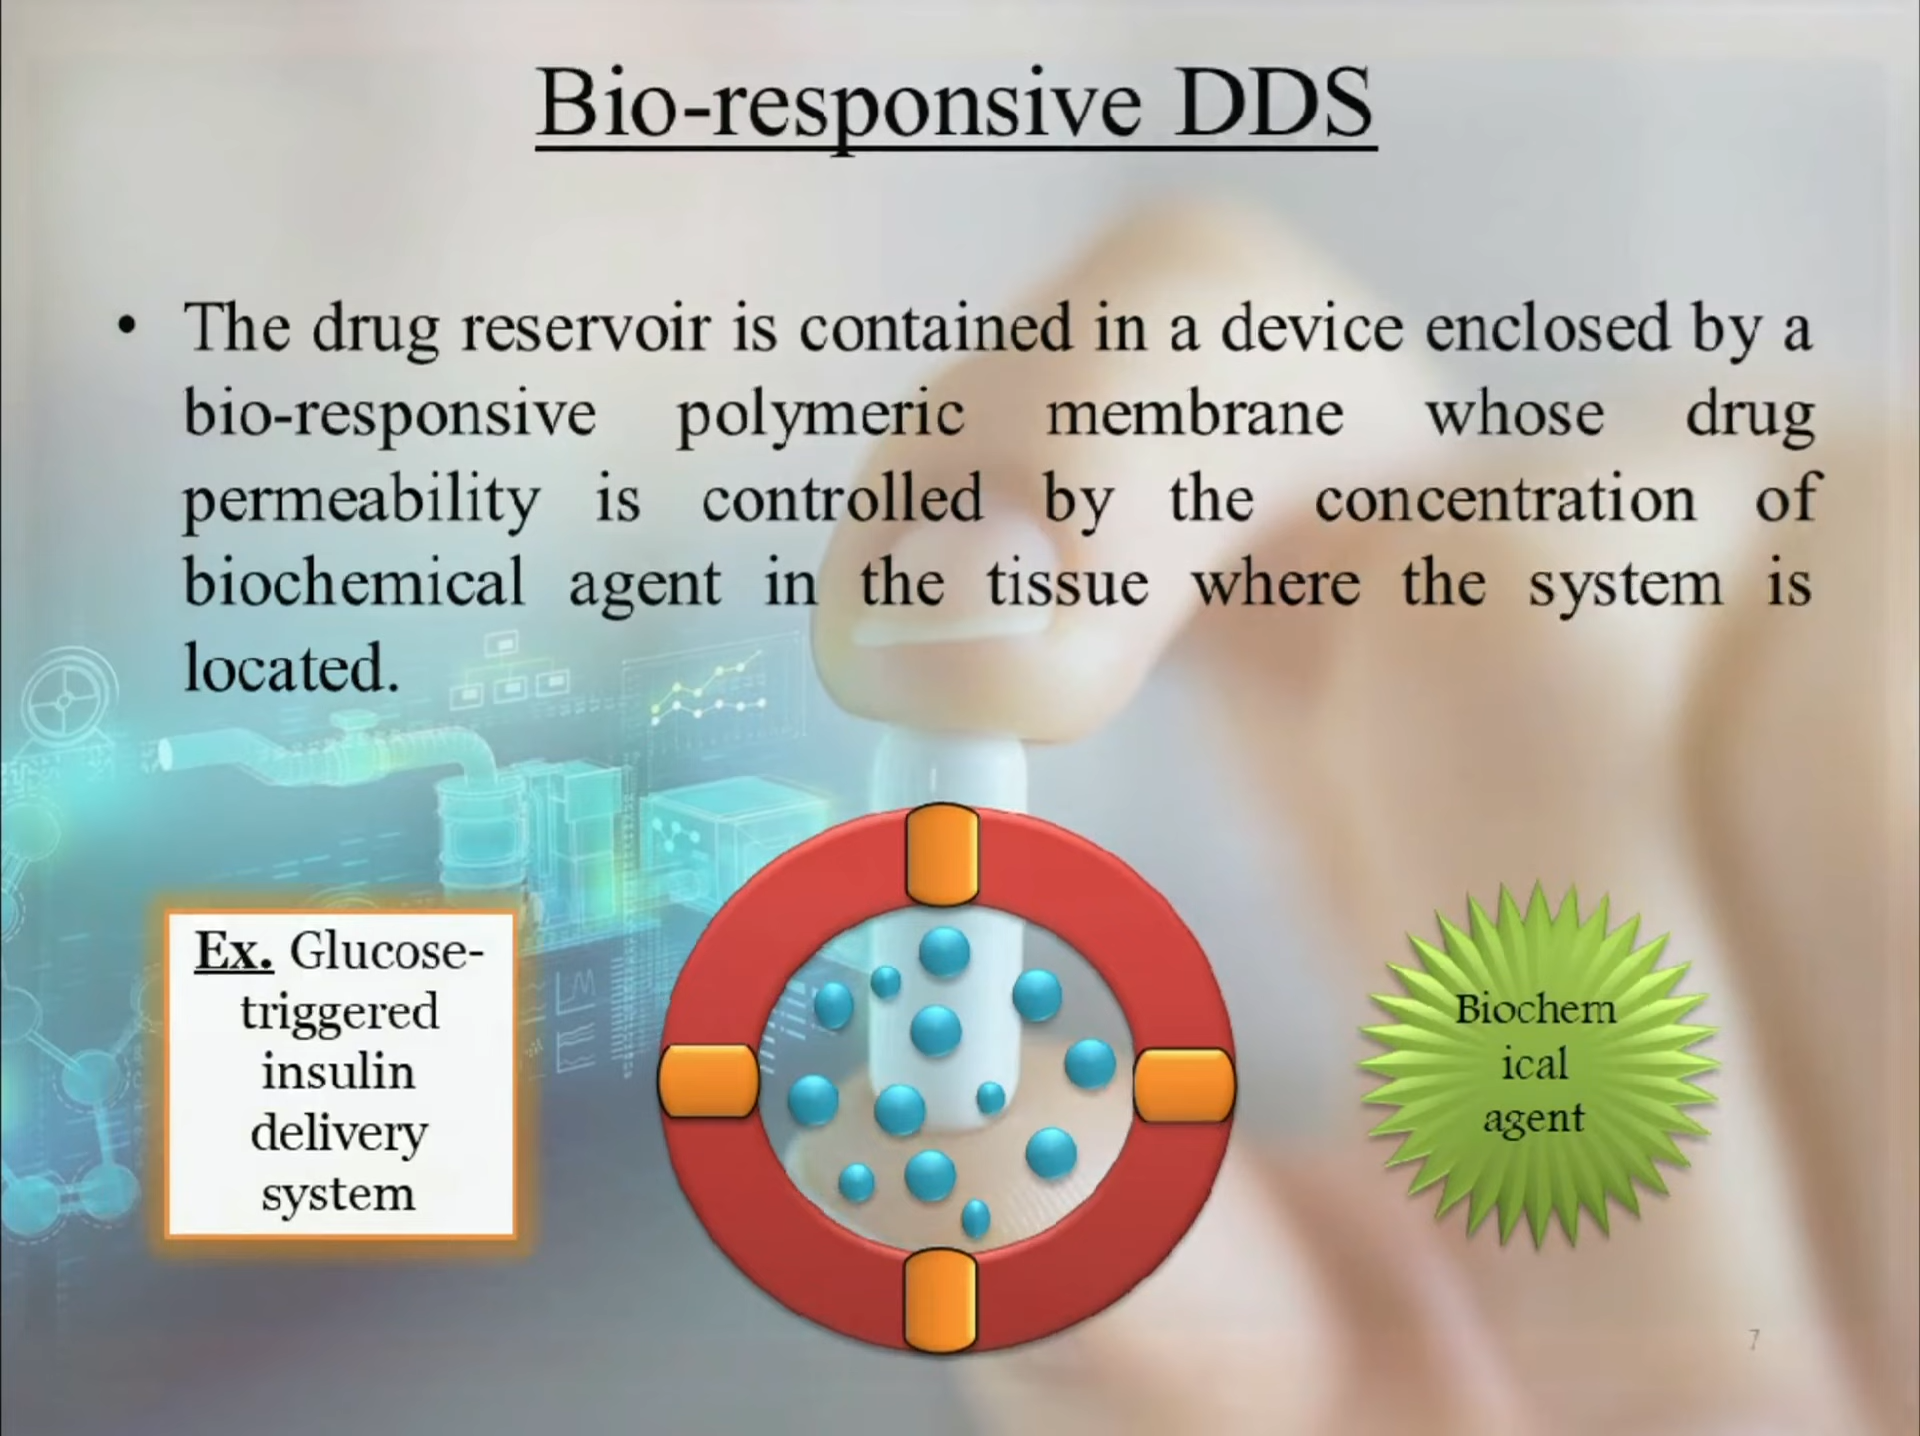 Bio-responsive DDS
• The drug reservoir is contained in a device enclosed by a
bio-responsive polymeric membrane whose drug
permeability is controlled by the concentration of
biochemical agent in the tissue where the system is
located.
Ex. Glucose-
triggered
insulin
delivery
system
Biochem
ical
agent
7